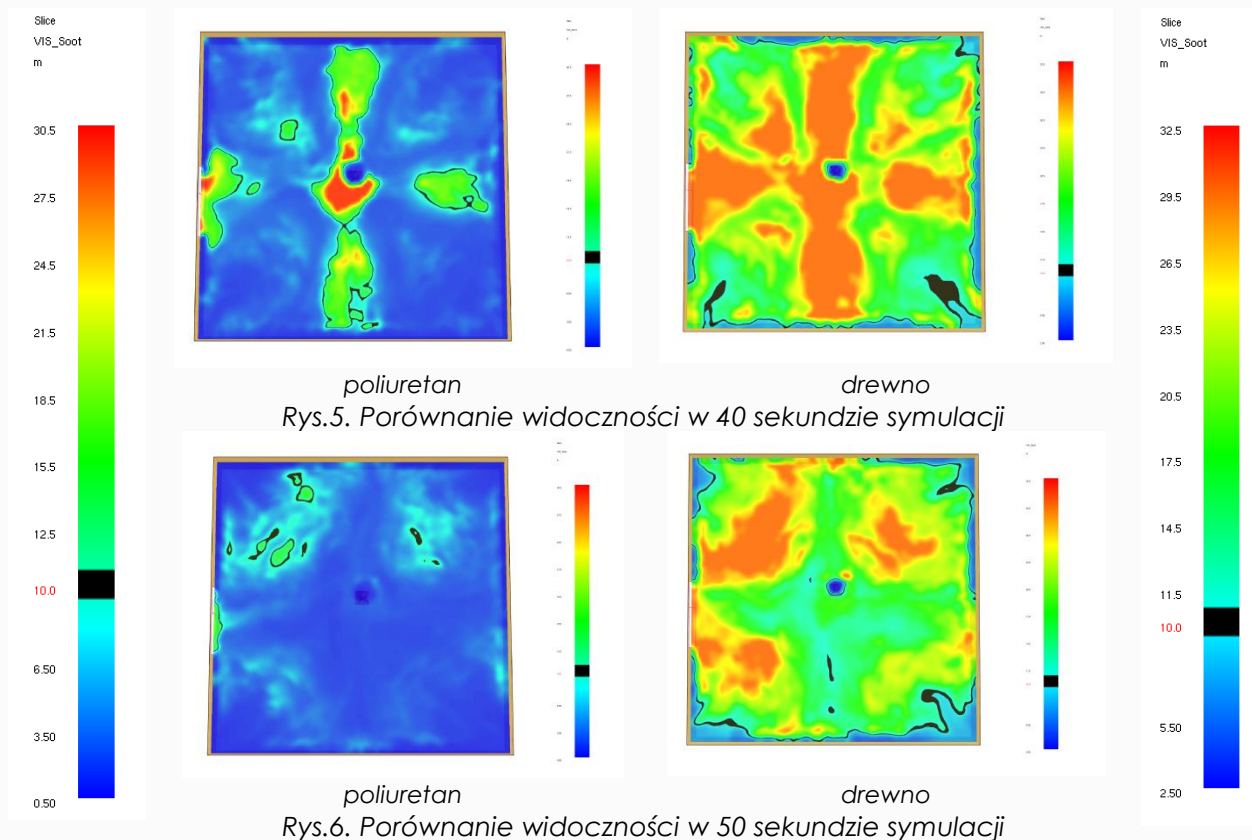 Slice
VIS_Soot
m
30.5
27.5
24.5
21.5
18.5
15.5
12.5
10.0
6.50
3.50
0.50
poliuretan
drewno
Rys.5. Porównanie widoczności w 40 sekundzie symulacji
poliuretan
drewno
Rys.6. Porównanie widoczności w 50 sekundzie symulacji
Slice
VIS_Soot
m
32.5
29.5
26.5
23.5
20.5
17.5
14.5
11.5
10.0
5.50
2.50